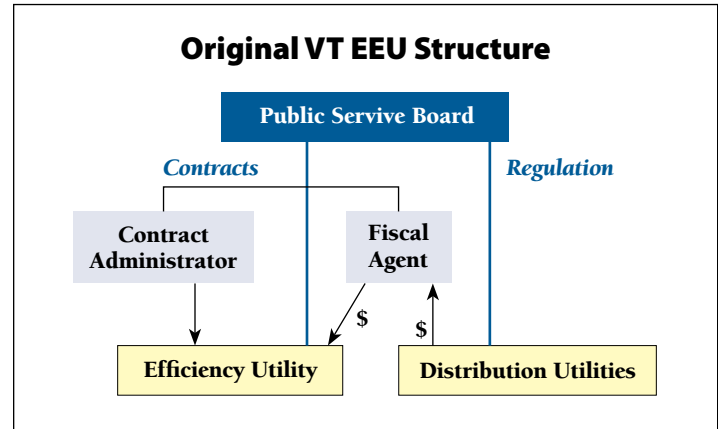 Original VT EEU Structure
Public Servive Board
Contracts
Regulation
Contract
Administrator
Fiscal
Agent
$
$
Efficiency Utility
Distribution Utilities